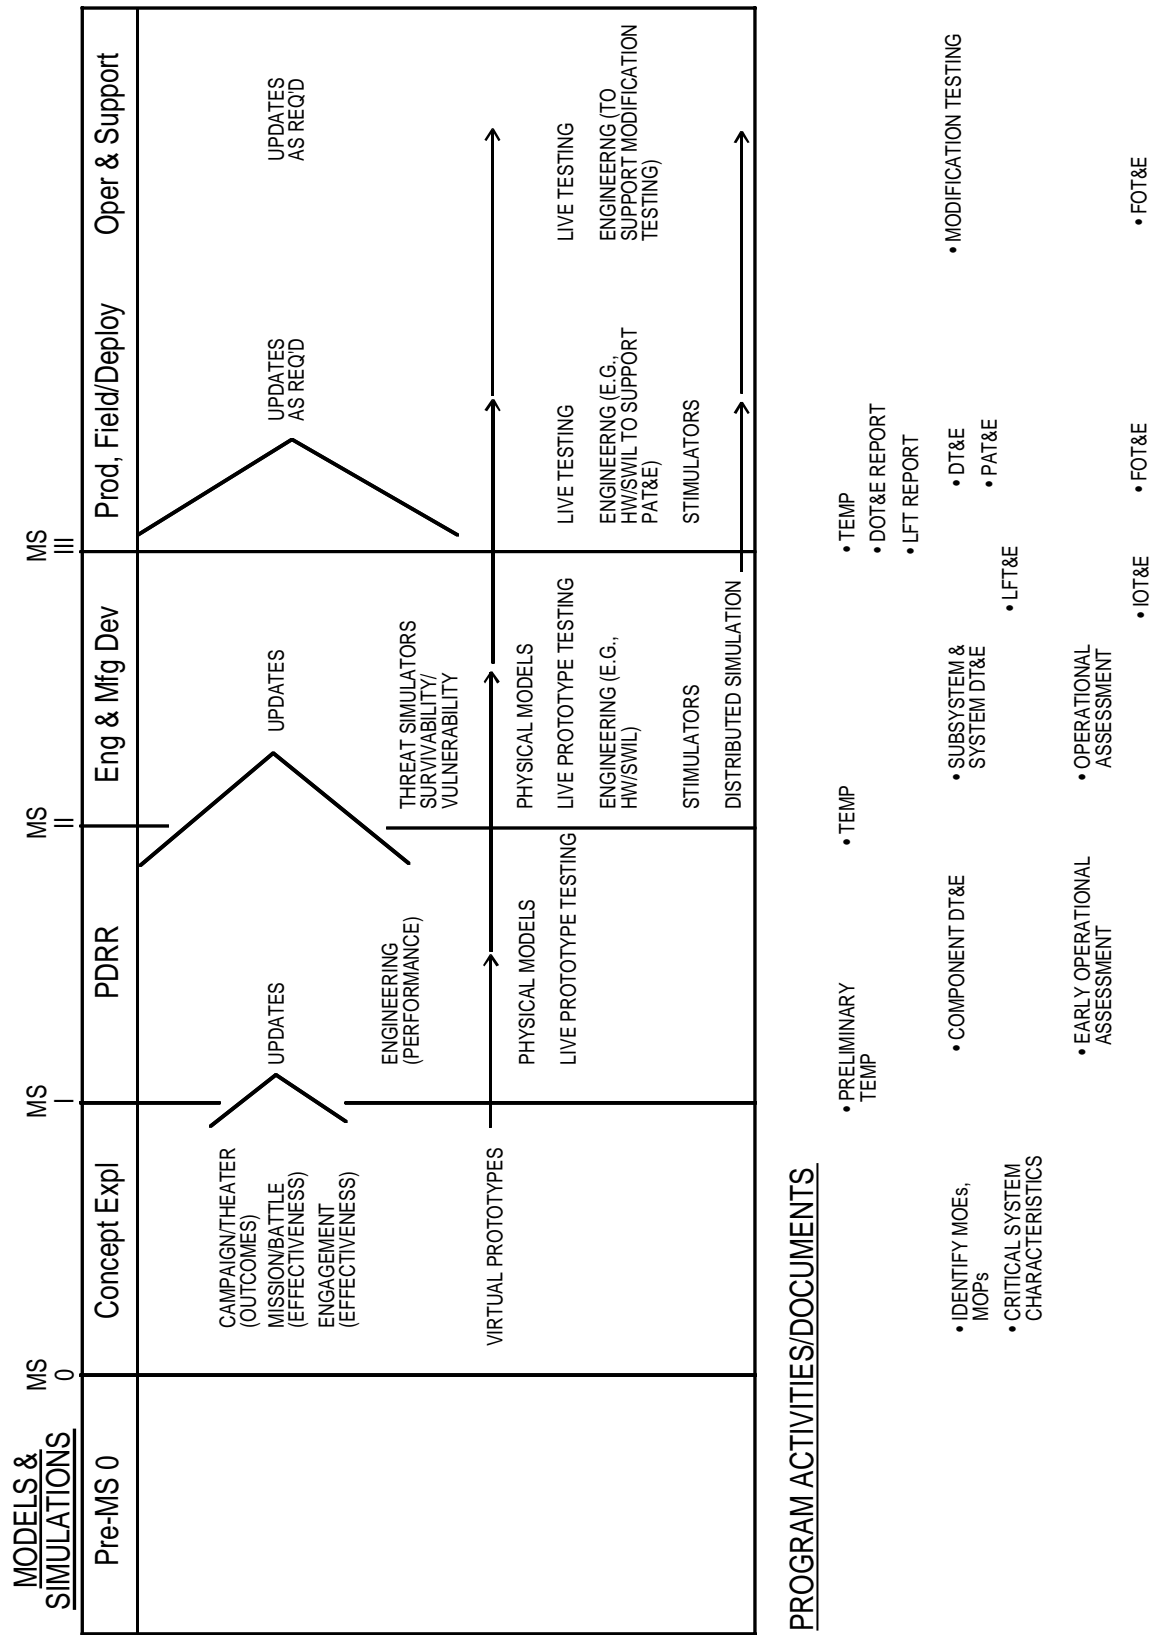 MODELS &
SIMULATIONS
MS
0
MS
I
MS
II
MS
III
Pre-MS 0
Concept Expl
PDRR
Eng & Mfg Dev
Prod, Field/Deploy
Oper & Support
CAMPAIGN/THEATER
(OUTCOMES)
MISSION/BATTLE
(EFFECTIVENESS)
ENGAGEMENT
(EFFECTIVENESS)
UPDATES
UPDATES
UPDATES
AS REQ'D
UPDATES
AS REQ'D
ENGINEERING
(PERFORMANCE)
THREAT SIMULATORS
SURVIVABILITY/
VULNERABILITY
VIRTUAL PROTOTYPES
PHYSICAL MODELS
LIVE PROTOTYPE TESTING
PHYSICAL MODELS
LIVE PROTOTYPE TESTING
ENGINEERING (E.G.,
HW/SWIL)
STIMULATORS
DISTRIBUTED SIMULATION
LIVE TESTING
ENGINEERNG (E.G.,
HW/SWIL TO SUPPORT
PAT&E)
STIMULATORS
LIVE TESTING
ENGINEERNG (TO
SUPPORT MODIFICATION
TESTING)
PROGRAM ACTIVITIES/DOCUMENTS
• PRELIMINARY
TEMP
• TEMP
• TEMP
• DOT&E REPORT
• LFT REPORT
• IDENTIFY MOEs,
MOPs
• CRITICAL SYSTEM
CHARACTERISTICS
• COMPONENT DT&E
• SUBSYSTEM &
SYSTEM DT&E
• LFT&E
• DT&E
• PAT&E
• MODIFICATION TESTING
• EARLY OPERATIONAL
ASSESSMENT
• OPERATIONAL
ASSESSMENT
• IOT&E
• FOT&E
• FOT&E